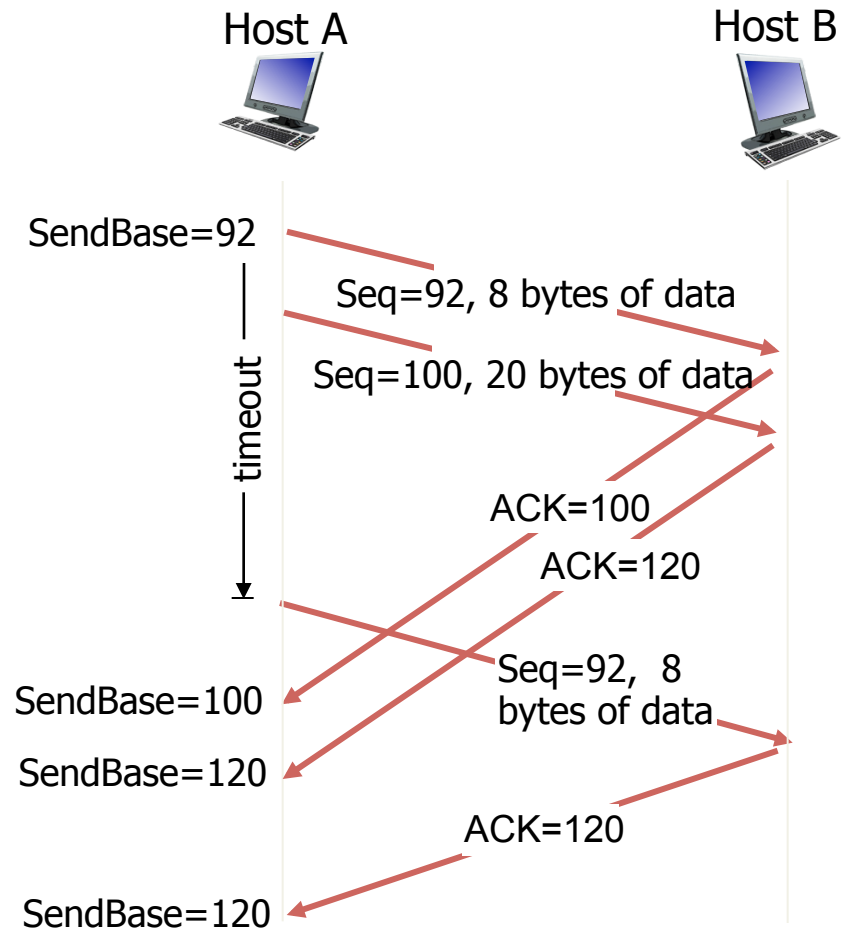 Host A
Host B
SendBase=92
Seq=92, 8 bytes of data
Seq=100, 20 bytes of data
timeout
ACK=100
ACK=120
Seq=92, 8
bytes of data
SendBase=100
SendBase=120
ACK=120
SendBase=120